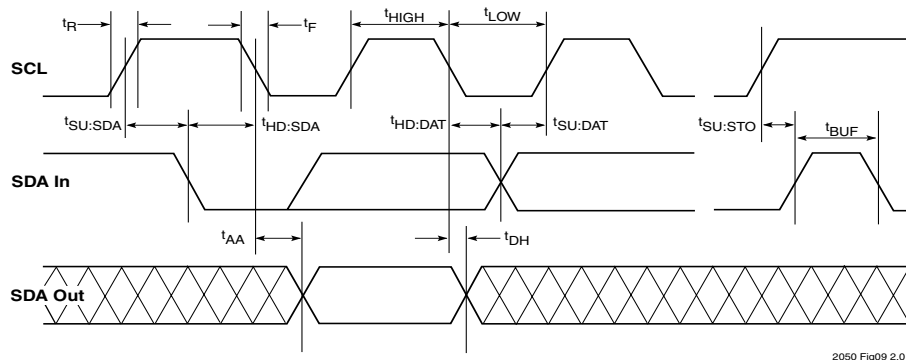 tR tF tHIGH tLOW
SCL
tSU:SDA tHD:SDA tHD:DAT tSU:DAT tSU:STO tBUF
SDA In
tAA tDH
SDA Out
2050 Fig09 2.0